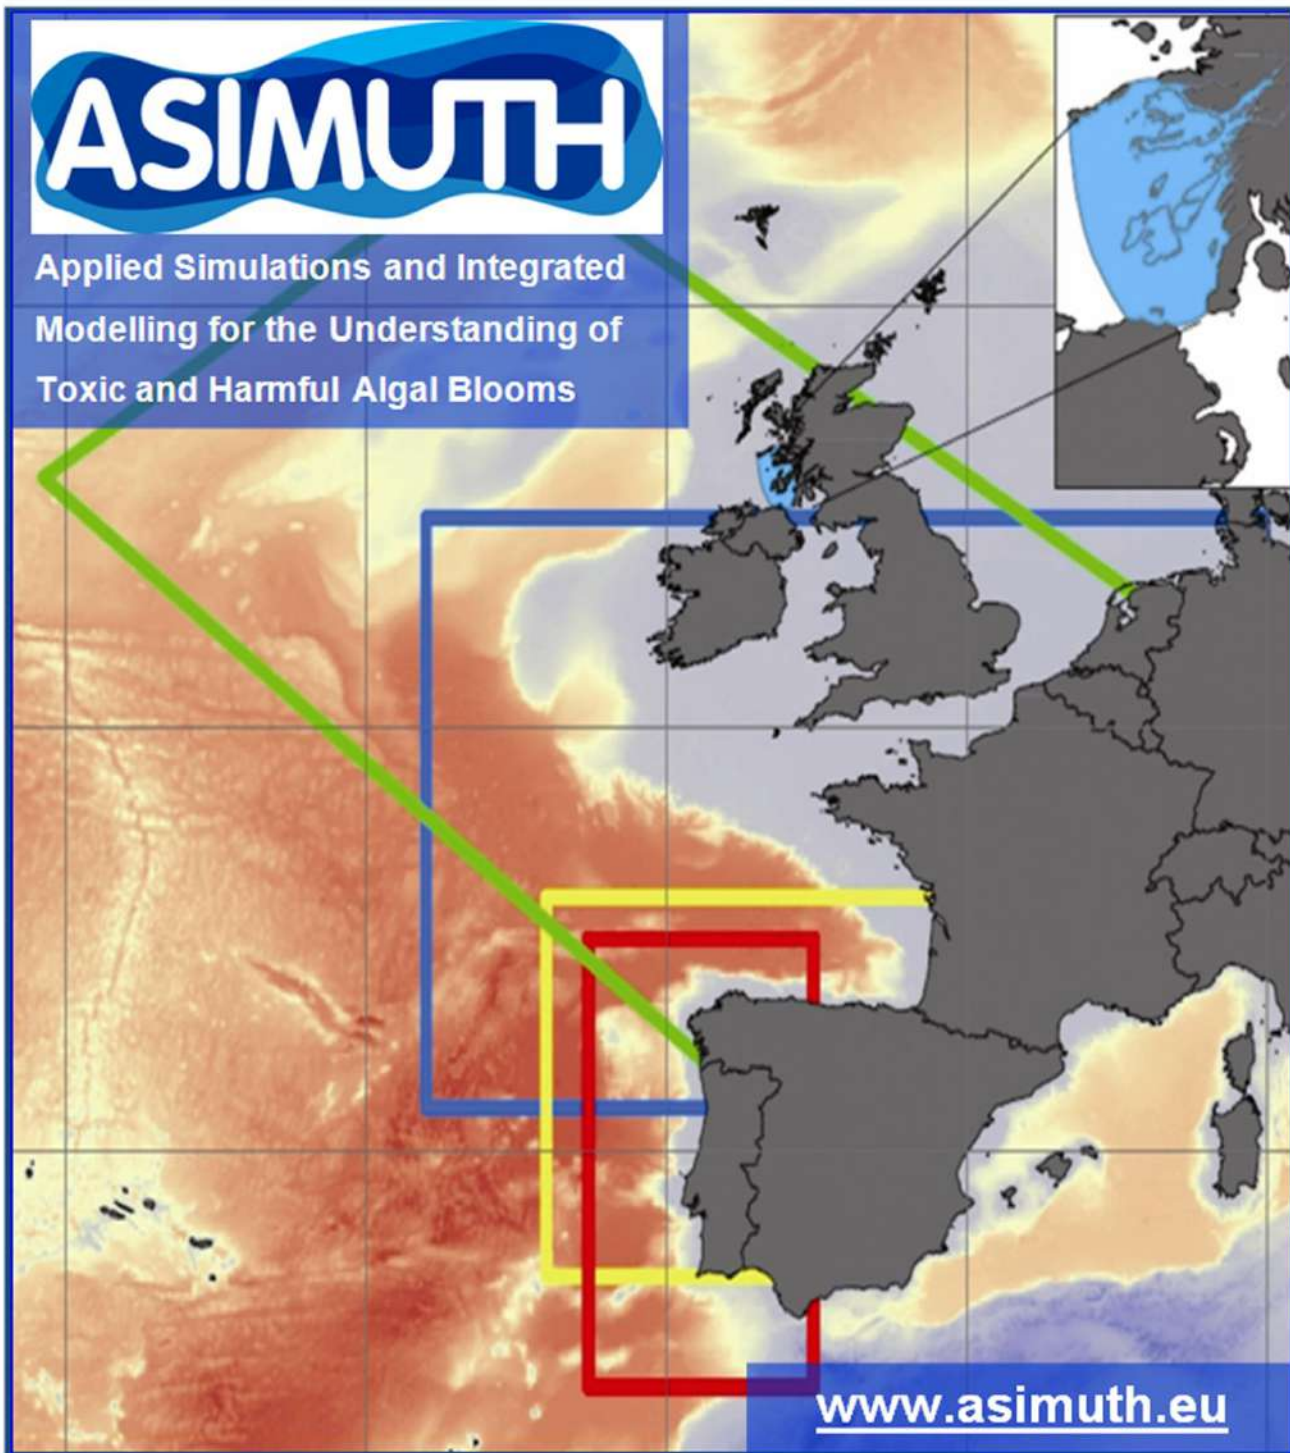 ASIMUTH
Applied Simulations and Integrated
Modelling for the Understanding of
Toxic and Harmful Algal Blooms
www.asimuth.eu